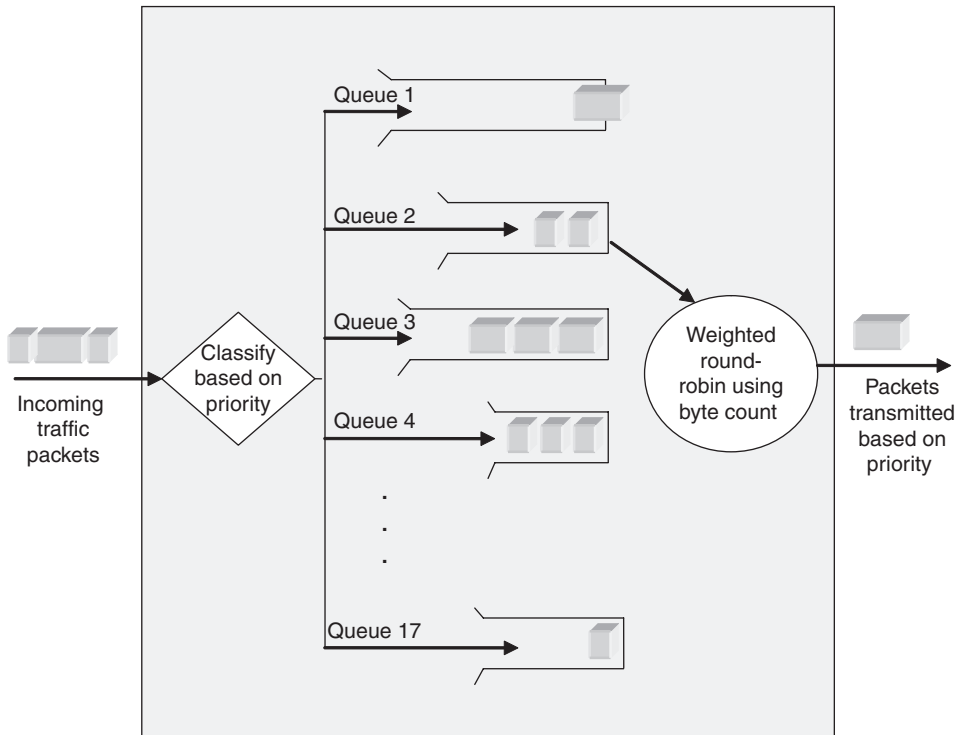 Queue 1
Queue 2
Queue 3
Queue 4
.
.
.
Queue 17
Incoming
traffic
packets
Classify
based on
priority
Weighted
round-
robin using
byte count
Packets
transmitted
based on
priority